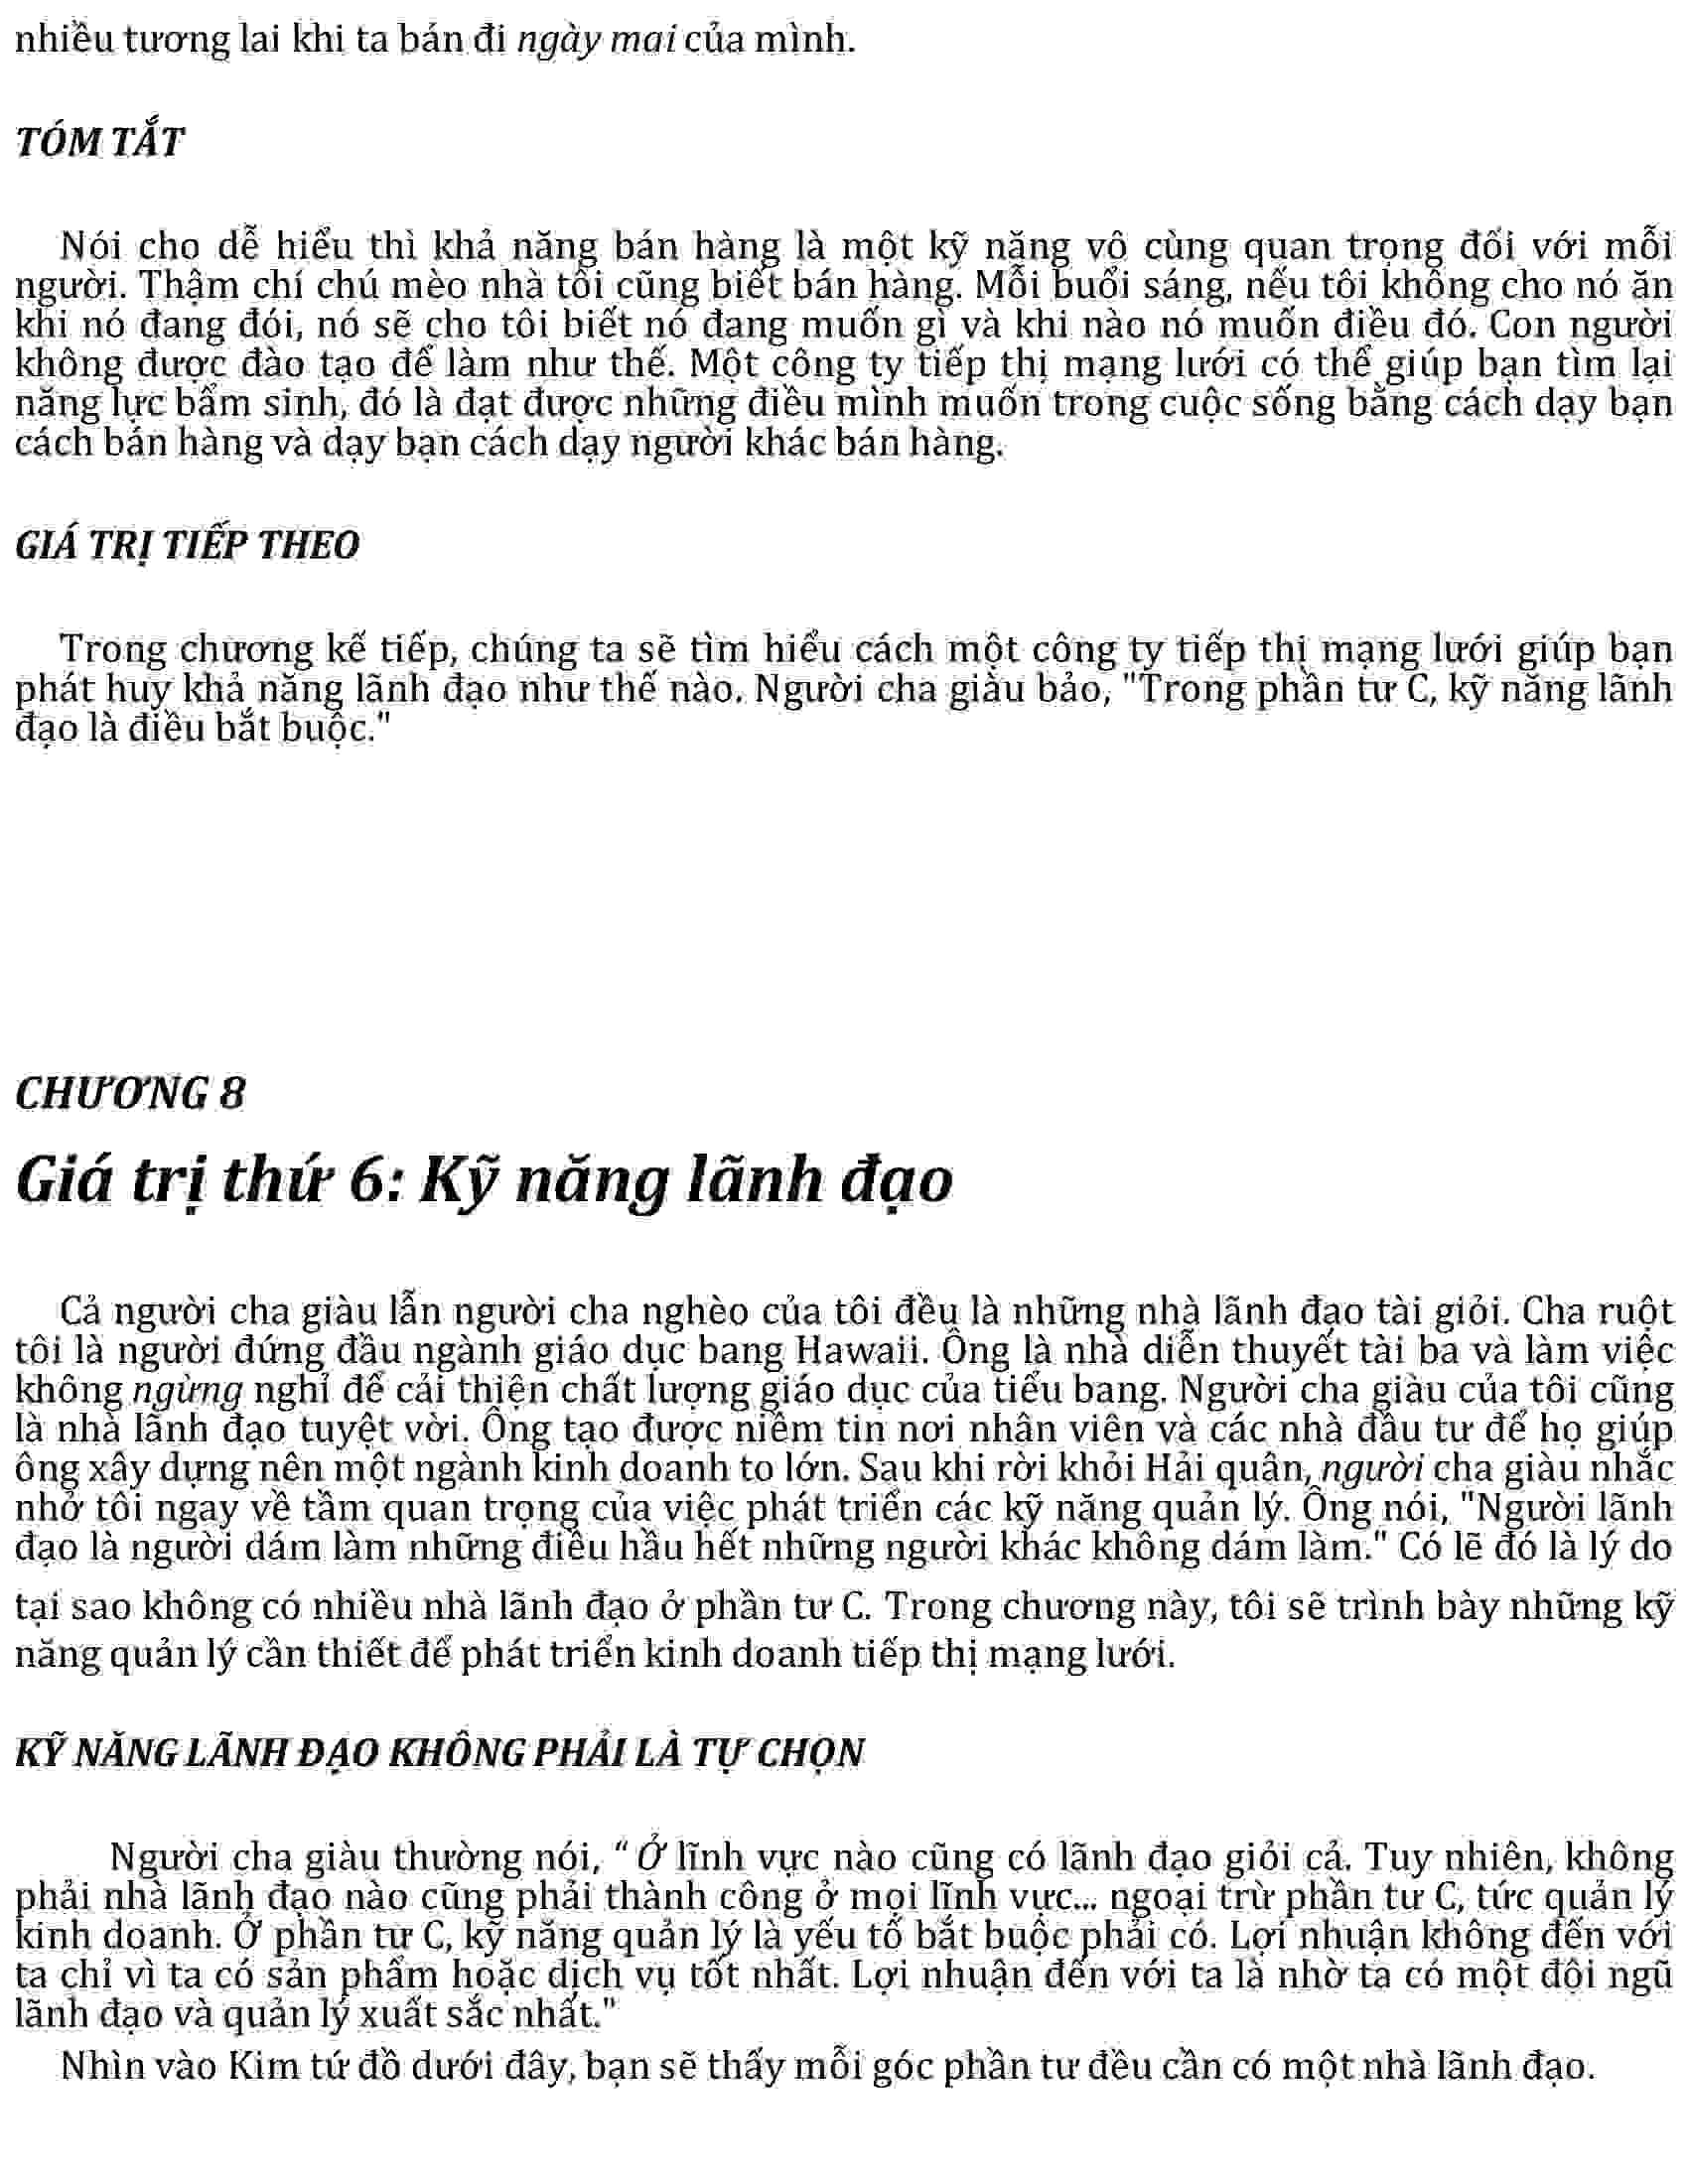 nhiều tương lai khi ta bán đi ngày mai của mình.
TÓM TẮT
Nói cho dễ hiểu thì khả năng bán hàng là một kỹ năng vô cùng quan trọng đối với mỗi
người. Thậm chí chú mèo nhà tôi cũng biết bán hàng. Mỗi buổi sáng, nếu tôi không cho nó ăn
khi nó đang đói, nó sẽ cho tôi biết nó đang muốn gì và khi nào nó muốn điều đó. Con người
không được đào tạo để làm như thế. Một công ty tiếp thị mạng lưới có thể giúp bạn tìm lại
năng lực bẩm sinh, đó là đạt được những điều mình muốn trong cuộc sống bằng cách dạy bạn
cách bán hàng và dạy bạn cách dạy người khác bán hàng.
GIÁ TRỊ TIẾP THEO
Trong chương kế tiếp, chúng ta sẽ tìm hiểu cách một công ty tiếp thị mạng lưới giúp bạn
phát huy khả năng lãnh đạo như thế nào. Người cha giàu bảo, "Trong phần tư C, kỹ năng lãnh
đạo là điều bắt buộc."
CHƯƠNG 8
Giá trị thứ 6: Kỹ năng lãnh đạo
Cả người cha giàu lẫn người cha nghèo của tôi đều là những nhà lãnh đạo tài giỏi. Cha ruột
tôi là người đứng đầu ngành giáo dục bang Hawaii. Ông là nhà diễn thuyết tài ba và làm việc
không ngừng nghỉ để cải thiện chất lượng giáo dục của tiểu bang. Người cha giàu của tôi cũng
là nhà lãnh đạo tuyệt vời. Ông tạo được niềm tin nơi nhân viên và các nhà đầu tư để họ giúp
ông xây dựng nên một ngành kinh doanh to lớn. Sau khi rời khỏi Hải quân, người cha giàu nhắc
nhở tôi ngay về tầm quan trọng của việc phát triển các kỹ năng quản lý. Ông nói, "Người lãnh
đạo là người dám làm những điều hầu hết những người khác không dám làm." Có lẽ đó là lý do
tại sao không có nhiều nhà lãnh đạo ở phần tư C. Trong chương này, tôi sẽ trình bày những kỹ
năng quản lý cần thiết để phát triển kinh doanh tiếp thị mạng lưới.
KỸ NĂNG LÃNH ĐẠO KHÔNG PHẢI LÀ TỰ CHỌN
Người cha giàu thường nói, “ Ở lĩnh vực nào cũng có lãnh đạo giỏi cả. Tuy nhiên, không
phải nhà lãnh đạo nào cũng phải thành công ở mọi lĩnh vực... ngoại trừ phần tư C, tức quản lý
kinh doanh. Ở phần tư C, kỹ năng quản lý là yếu tố bắt buộc phải có. Lợi nhuận không đến với
ta chỉ vì ta có sản phẩm hoặc dịch vụ tốt nhất. Lợi nhuận đến với ta là nhờ ta có một đội ngũ
lãnh đạo và quản lý xuất sắc nhất."
Nhìn vào Kim tứ đồ dưới đây, bạn sẽ thấy mỗi góc phần tư đều cần có một nhà lãnh đạo.